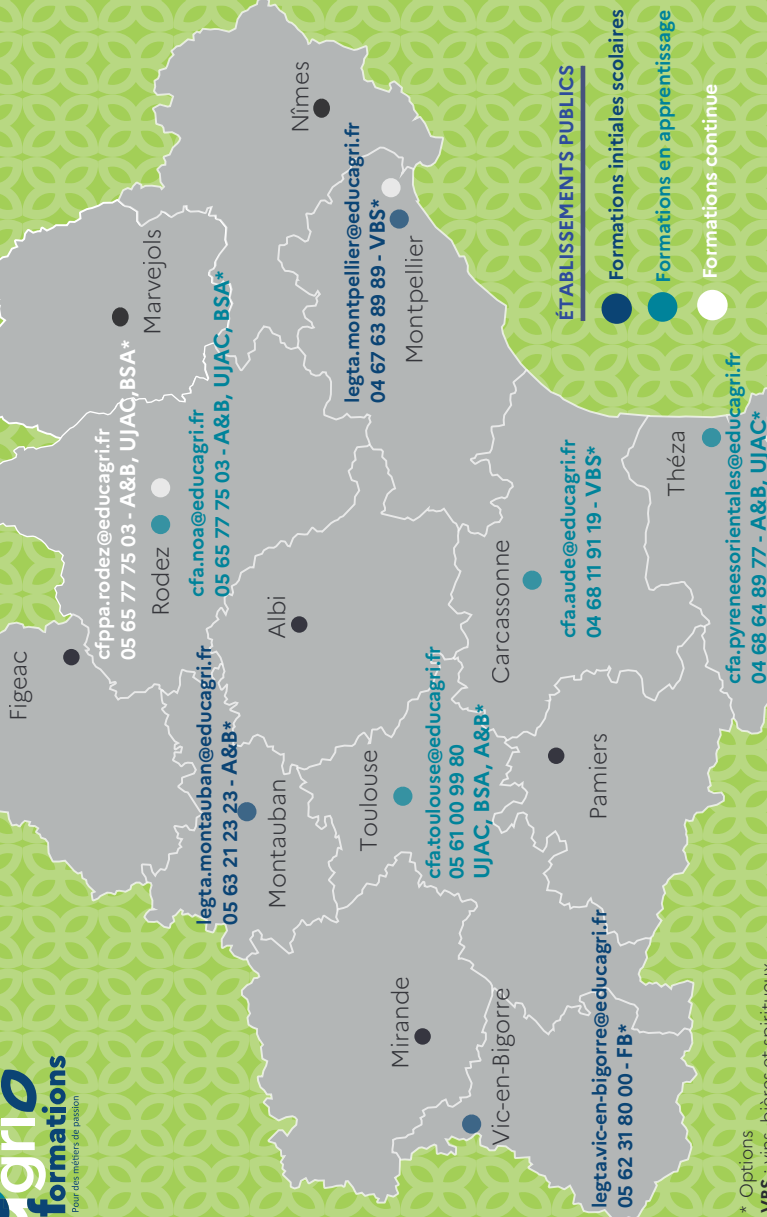 agri
formations
Pour des métiers de passion
Figeac
Marvejols
Nîmes
cfppa.rodez@educagri.fr
05 65 77 75 03 - A&B, UJAC,BSA*
Rodez
cfa.noa@educagri.fr
05 65 77 75 03 - A&B, UJAC, BSA*
legta.montpellier@educagri.fr
04 67 63 89 89 - VBS*
Montpellier
Albi
legta.montauban@educagri.fr
05 63 21 23 23 - A&B*
Montauban
Toulouse
cfa.toulouse@educagri.fr
05 61 00 99 80
UJAC, BSA, A&B*
Carcassonne
cfa.aude@educagri.fr
04 68 11 91 19 - VBS*
Mirande
Vic-en-Bigorre
legta.vic-en-bigorre@educagri.fr
05 62 31 80 00 - FB*
Pamiers
Théza
cfa.pyreneesorientales@educagri.fr
04 68 64 89 77 - A&B, UJAC*
ÉTABLISSEMENTS PUBLICS
Formations initiales scolaires
Formations en apprentissage
Formations continue
* Options
VBS : vins, bières et spiritueux